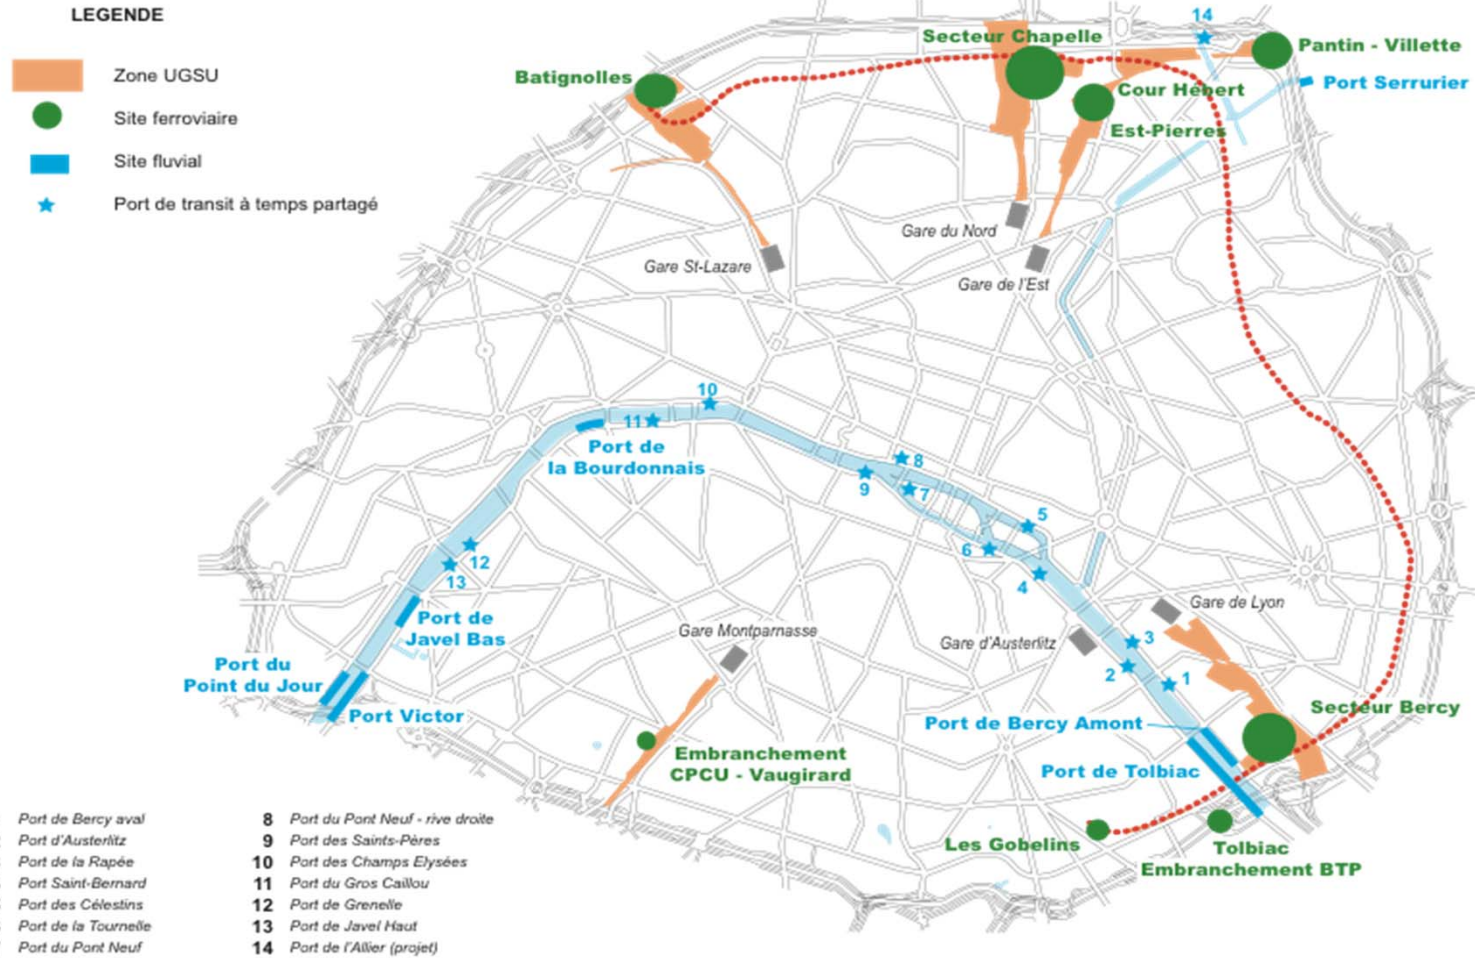 LEGENDE
Zone UGSU
Site ferroviaire
Site fluvial
Port de transit à temps partagé
14
Secteur Chapelle
Pantin - Villette
Batignolles
Port Serrurier
Cour Hébert
Est-Pierres
Gare du Nord
Gare St-Lazare
Gare de l'Est
10
11
Port de
la Bourdonnais
8
9
7
5
6
4
12
13
Port de
Javel Bas
Gare Montparnasse
Gare de Lyon
Gare d'Austerlitz
3
2
1
Port du
Point du Jour
Port Victor
Secteur Bercy
Port de Bercy Amont
Embranchement
CPCU - Vaugirard
Port de Tolbiac
Les Gobelins
Tolbiac
Embranchement BTP
Port de Bercy aval
Port d'Austerlitz
Port de la Rapée
Port Saint-Bernard
Port des Célestins
Port de la Tournelle
Port du Pont Neuf
8 Port du Pont Neuf - rive droite
9 Port des Saints-Pères
10 Port des Champs Elysées
11 Port du Gros Caillou
12 Port de Grenelle
13 Port de Javel Haut
14 Port de l'Allier (projet)